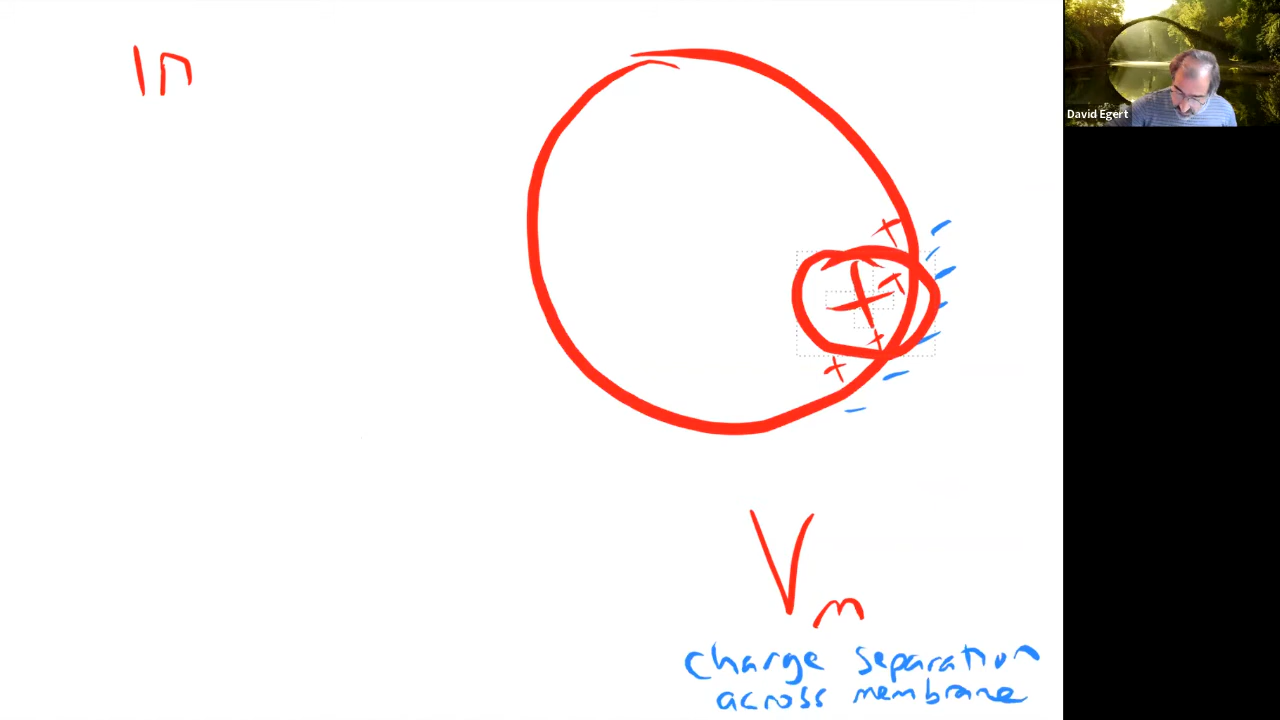 In
David Egert
+
+
+
+
+
Vm
charge separation
across membrane